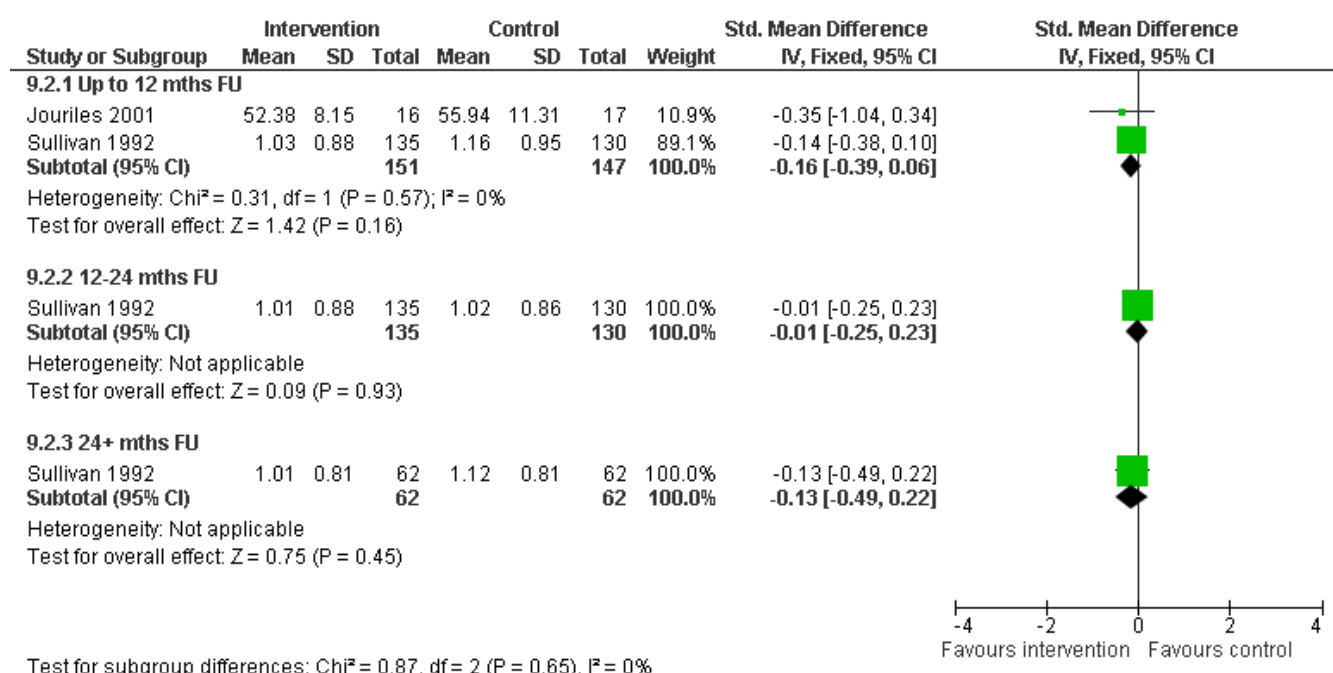 Intervention Control Std. Mean Difference Std. Mean Difference
Study or Subgroup Mean SD Total Mean SD Total Weight IV, Fixed, 95% CI IV, Fixed, 95% CI
9.2.1 Up to 12 mths FU
Jouriles 2001 52.38 8.15 16 55.94 11.31 17 10.9% -0.35 [-1.04, 0.34]
Sullivan 1992 1.03 0.88 135 1.16 0.95 130 89.1% -0.14 [-0.38, 0.10]
Subtotal (95% CI) 151 147 100.0% -0.16 [-0.39, 0.06]
Heterogeneity: Chi² = 0.31, df = 1 (P = 0.57); I² = 0%
Test for overall effect: Z = 1.42 (P = 0.16)
9.2.2 12-24 mths FU
Sullivan 1992 1.01 0.88 135 1.02 0.86 130 100.0% -0.01 [-0.25, 0.23]
Subtotal (95% CI) 135 130 100.0% -0.01 [-0.25, 0.23]
Heterogeneity: Not applicable
Test for overall effect: Z = 0.09 (P = 0.93)
9.2.3 24+ mths FU
Sullivan 1992 1.01 0.81 62 1.12 0.81 62 100.0% -0.13 [-0.49, 0.22]
Subtotal (95% CI) 62 62 100.0% -0.13 [-0.49, 0.22]
Heterogeneity: Not applicable
Test for overall effect: Z = 0.75 (P = 0.45)
-4 -2 0 2 4
Favours intervention Favours control
Test for subgroup differences: Chi² = 0.87, df = 2 (P = 0.65), I² = 0%